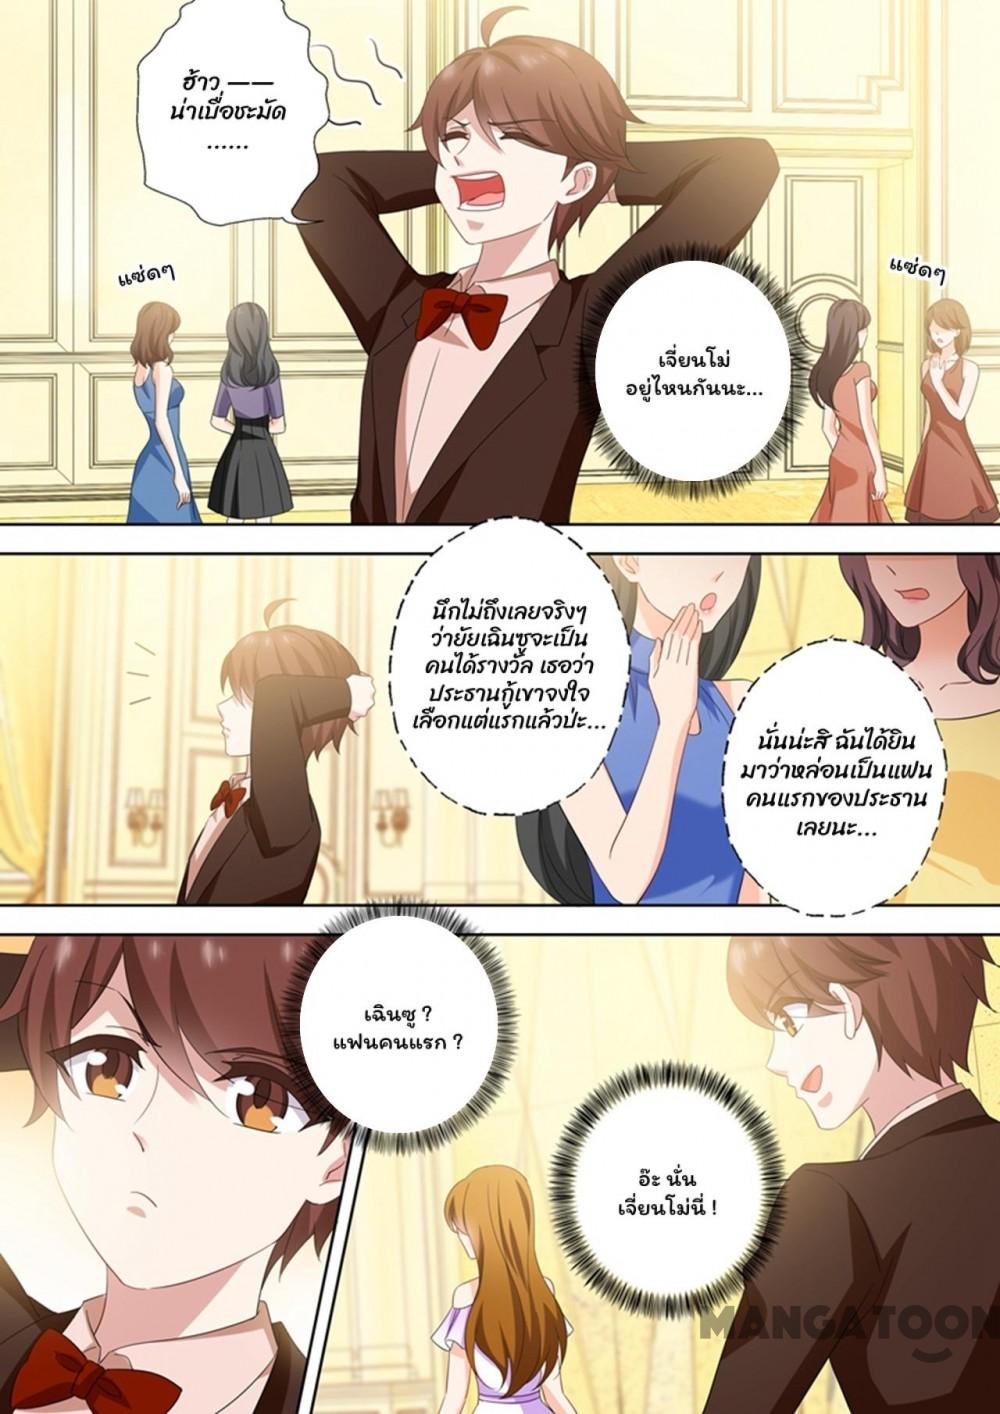 ฮ้าว ——
น่าเบื่อชะมัด
......
แซ่ดๆ
แซ่ดๆ
เจี่ยนโม่
อยู่ไหนกันนะ...
นึกไม่ถึงเลยจริงๆ
ว่ายัยเฉินซูจะเป็น
คนได้รางวัล เธอว่า
ประธานกู้เขาจงใจ
เลือกแต่แรกแล้วป่ะ...
นั่นน่ะสิ ฉันได้ยิน
มาว่าหล่อนเป็นแฟน
คนแรกของประธาน
เลยนะ...
เฉินซู ?
แฟนคนแรก ?
อ๊ะ นั่น
เจี่ยนโม่นี่ !
MANGATOON